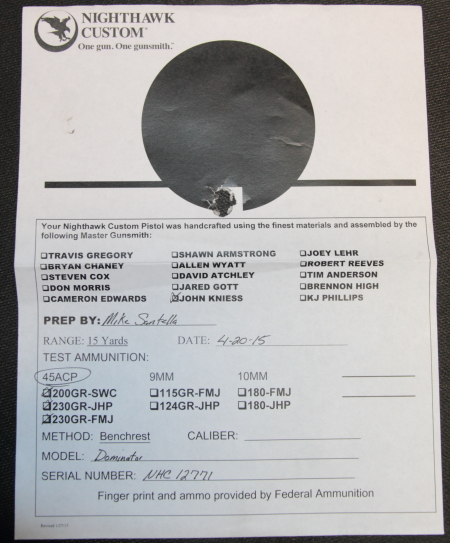 NIGHTHAWK
CUSTOM
One gun. One gunsmith.™
Your Nighthawk Custom Pistol was handcrafted using the finest materials and assembled by the
following Master Gunsmith:
❑TRAVIS GREGORY ❑SHAWN ARMSTRONG ❑JOEY LEHR
❑BRYAN CHANEY ❑ALLEN WYATT ❑ROBERT REEVES
❑STEVEN COX ❑DAVID ATCHLEY ❑TIM ANDERSON
❑DON MORRIS ❑JARED GOTT ❑BRENNON HIGH
❑CAMERON EDWARDS ❑JOHN KNIESS ❑KJ PHILLIPS
PREP BY: Mike
RANGE: 15 Yards DATE: 4-20-15
TEST AMMUNITION:
45ACP 9MM 10MM
❑200GR-SWC ❑115GR-FMJ ❑180-FMJ
❑230GR-JHP ❑124GR-JHP ❑180-JHP
❑230GR-FMJ
METHOD: Benchrest CALIBER:
MODEL: Dominator
SERIAL NUMBER: NHC 12771
Finger print and ammo provided by Federal Ammunition